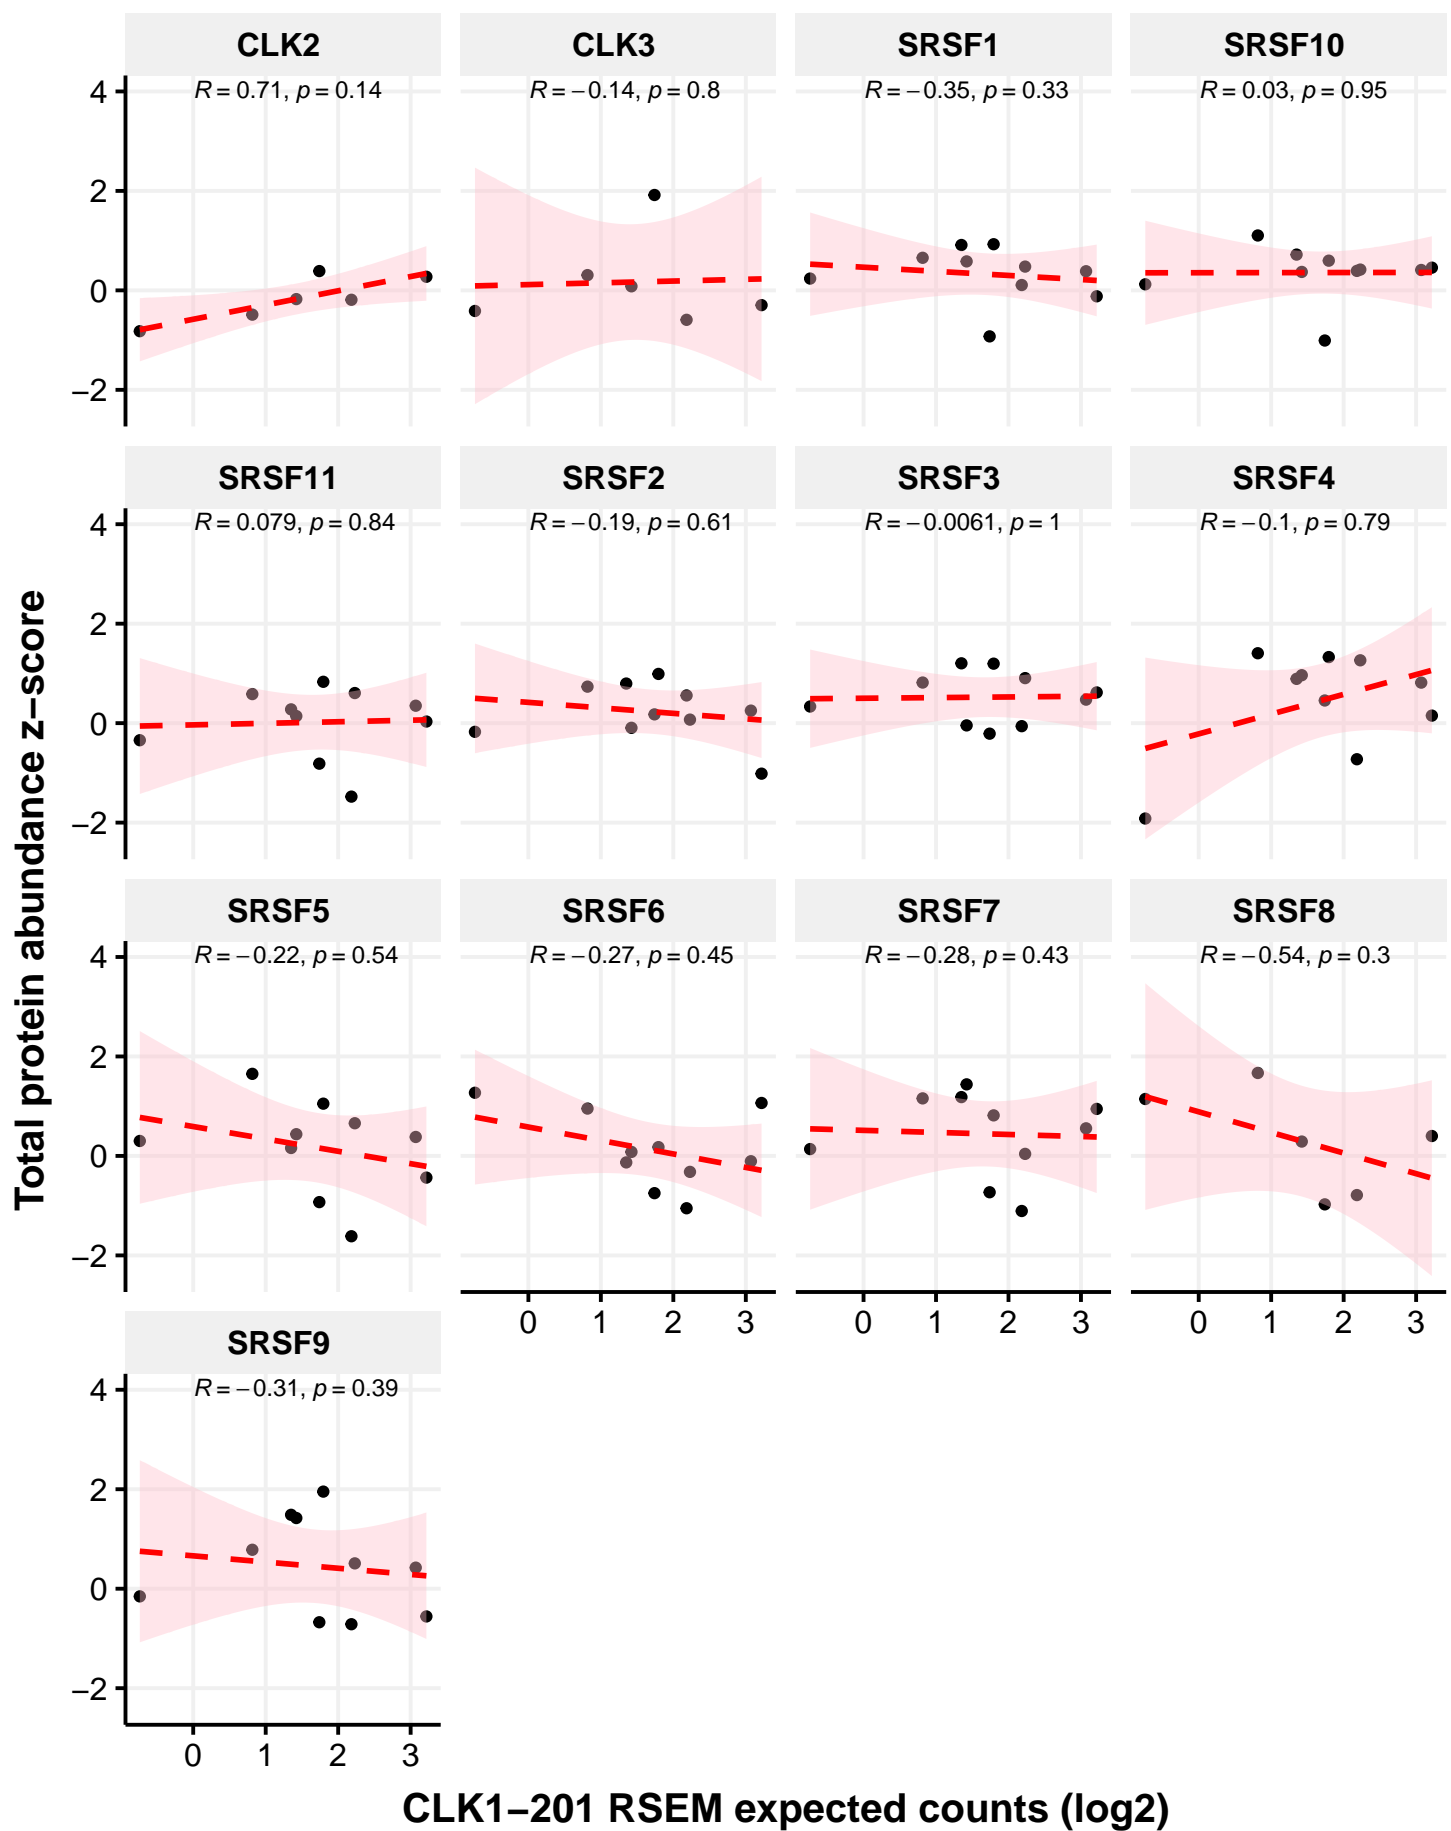 CLK2 CLK3 SRSF1 SRSF10
R = 0.71, p = 0.14 R = −0.14, p = 0.8 R = −0.35, p = 0.33 R = 0.03, p = 0.95
4
2
0
−2
SRSF11 SRSF2 SRSF3 SRSF4
R = 0.079, p = 0.84 R = −0.19, p = 0.61 R = −0.0061, p = 1 R = −0.1, p = 0.79
4
2
0
−2
Total protein abundance z−score
SRSF5 SRSF6 SRSF7 SRSF8
R = −0.22, p = 0.54 R = −0.27, p = 0.45 R = −0.28, p = 0.43 R = −0.54, p = 0.3
4
2
0
−2
0 1 2 3 0 1 2 3 0 1 2 3
SRSF9
R = −0.31, p = 0.39
4
2
0
−2
0 1 2 3
CLK1−201 RSEM expected counts (log2)